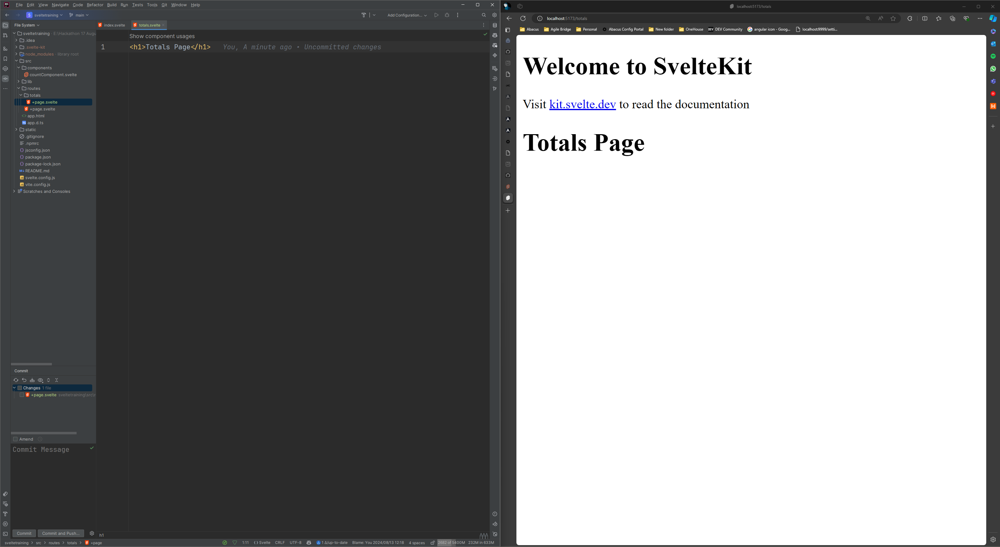 File Edit View Navigate Code Refactor Build Run Tests Tools Git Window Help
S sveltetraining main Add Configuration...
File System
sveltetraining · E:\Hackathon 17 Augu
.idea
.svelte-kit
node_modules · library root
src
components
countComponent.svelte
lib
routes
totals
+page.svelte
+page.svelte
app.html
app.d.ts
static
.gitignore
.npmrc
jsconfig.json
package.json
package-lock.json
README.md
svelte.config.js
vite.config.js
Scratches and Consoles
index.svelte totals.svelte
Show component usages
1 <h1>Totals Page</h1> You, A minute ago • Uncommitted changes
Commit
Changes 1 file
+page.svelte sveltetraining\src\r
Amend
Commit Message
Commit Commit and Push...
h1
sveltetraining > src > routes > totals > +page
1:11 {} Svelte CRLF UTF-8 1 Δ/up-to-date Blame: You 2024/08/13 12:18 4 spaces 2682 of 5400M 232M in 633M
localhost:5173/totals
localhost:5173/totals
Abacus Agile Bridge Personal Abacus Config Portal New folder OneHouse DEV DEV Community angular icon - Goog... localhost:9999/setti...
Welcome to SvelteKit
Visit kit.svelte.dev to read the documentation
Totals Page